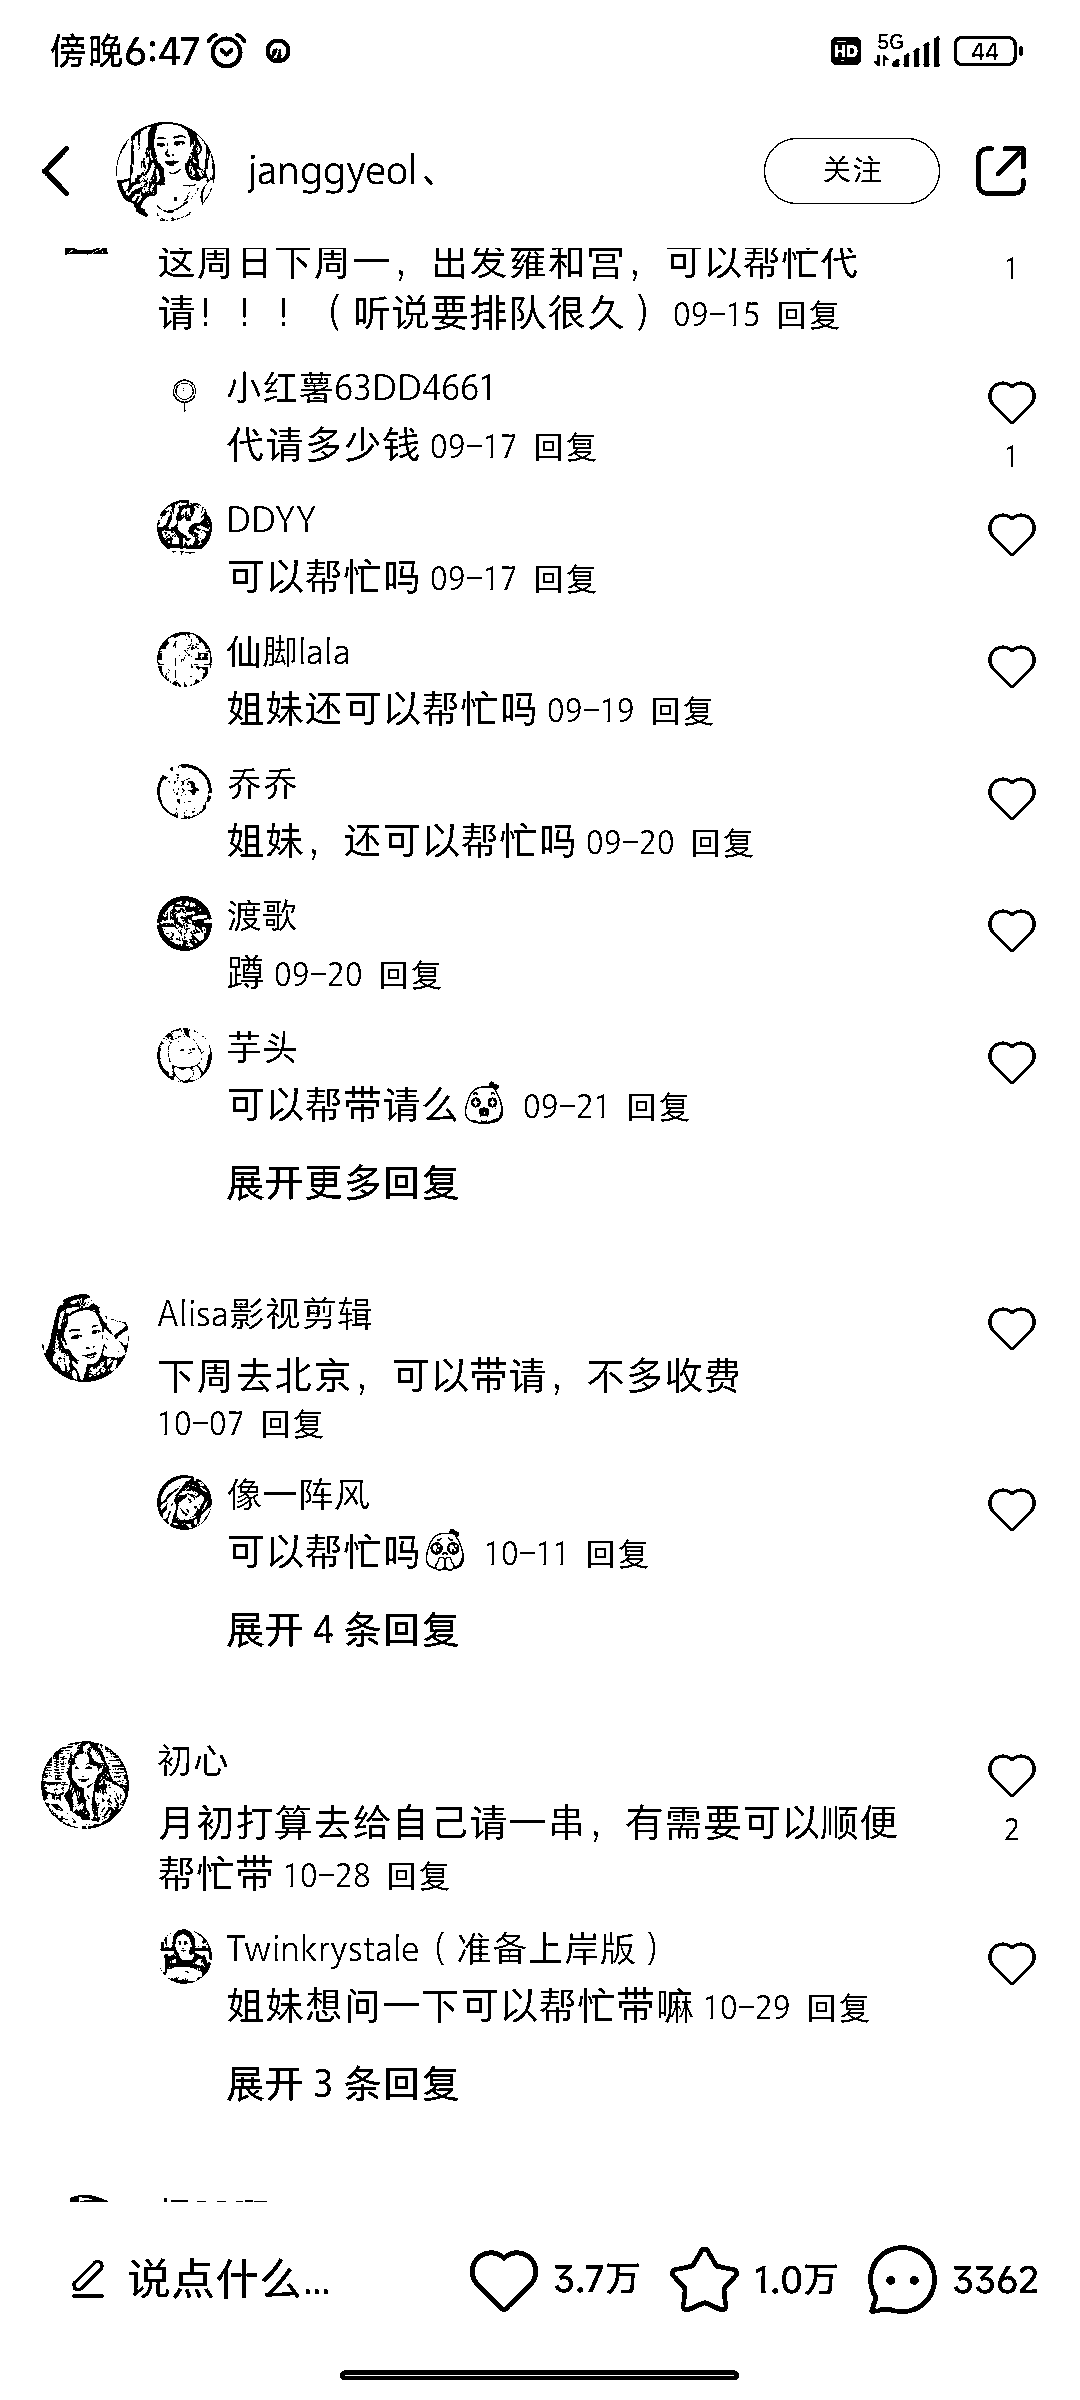 傍晚6:47
HD 5G 44
janggyeol、
关注
这周日下周一，出发雍和宫，可以帮忙代
1
请！！！（听说要排队很久）09-15 回复
小红薯63DD4661
代请多少钱 09-17 回复
1
DDYY
可以帮忙吗 09-17 回复
仙脚lala
姐妹还可以帮忙吗 09-19 回复
乔乔
姐妹，还可以帮忙吗 09-20 回复
渡歌
蹲 09-20 回复
芋头
可以帮带请么 09-21 回复
展开更多回复
Alisa影视剪辑
下周去北京，可以带请，不多收费
10-07 回复
像一阵风
可以帮忙吗 10-11 回复
展开 4 条回复
初心
月初打算去给自己请一串，有需要可以顺便
2
帮忙带 10-28 回复
Twinkrystale（准备上岸版）
姐妹想问一下可以帮忙带嘛 10-29 回复
展开 3 条回复
说点什么... 3.7万 1.0万 3362